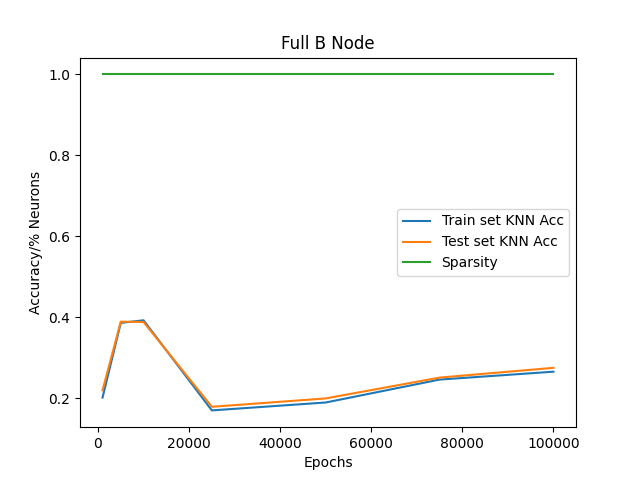 Full B Node
Accuracy/% Neurons
1.0
0.8
0.6
0.4
0.2
Train set KNN Acc
Test set KNN Acc
Sparsity
0
20000
40000
60000
80000
100000
Epochs